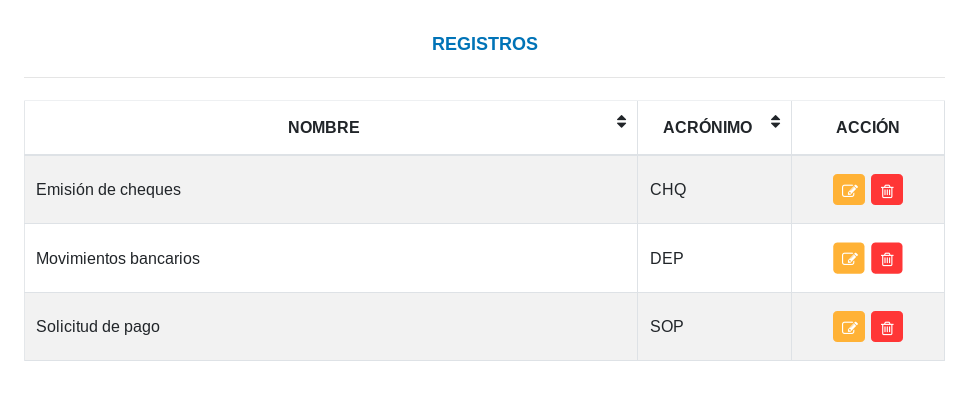 REGISTROS
NOMBRE ACRÓNIMO ACCIÓN
Emisión de cheques CHQ
Movimientos bancarios DEP
Solicitud de pago SOP